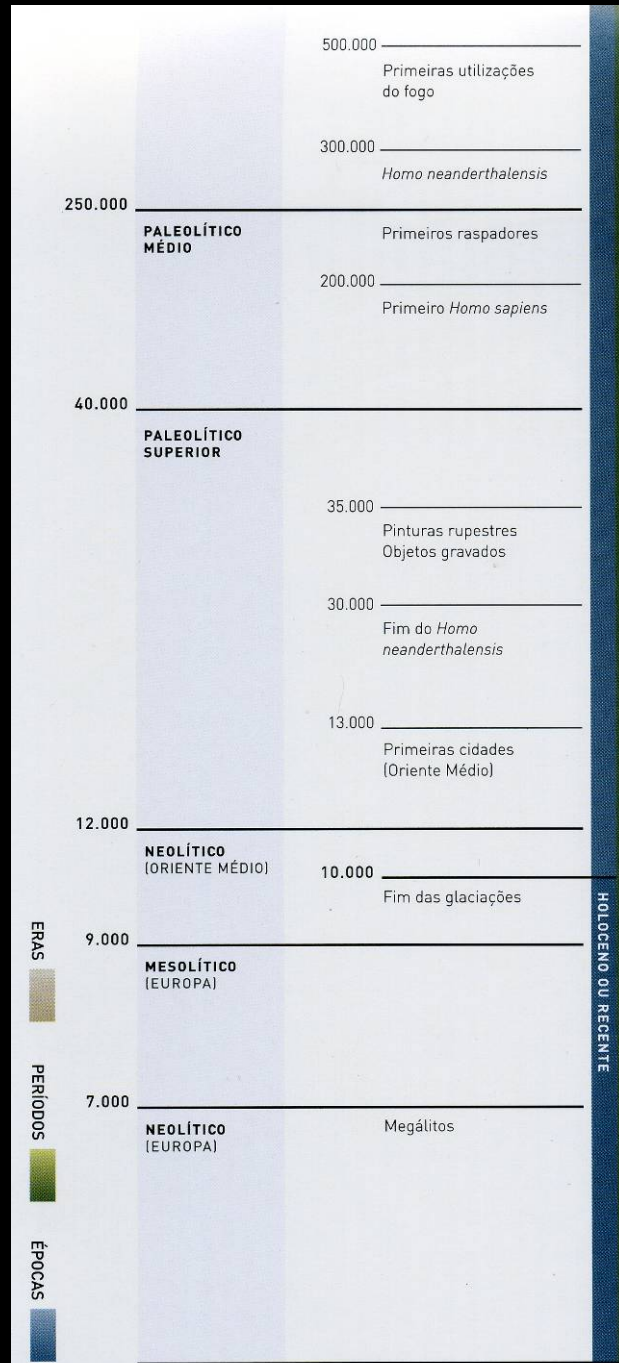 500.000
Primeiras utilizações
do fogo
300.000
Homo neanderthalensis
250.000
PALEOLÍTICO
MÉDIO
Primeiros raspadores
200.000
Primeiro Homo sapiens
40.000
PALEOLÍTICO
SUPERIOR
35.000
Pinturas rupestres
Objetos gravados
30.000
Fim do Homo
neanderthalensis
13.000
Primeiras cidades
(Oriente Médio)
12.000
NEOLÍTICO
(ORIENTE MÉDIO)
10.000
Fim das glaciações
9.000
MESOLÍTICO
(EUROPA)
7.000
NEOLÍTICO
(EUROPA)
Megálitos
HOLOCENO OU RECENTE
ERAS
PERÍODOS
ÉPOCAS